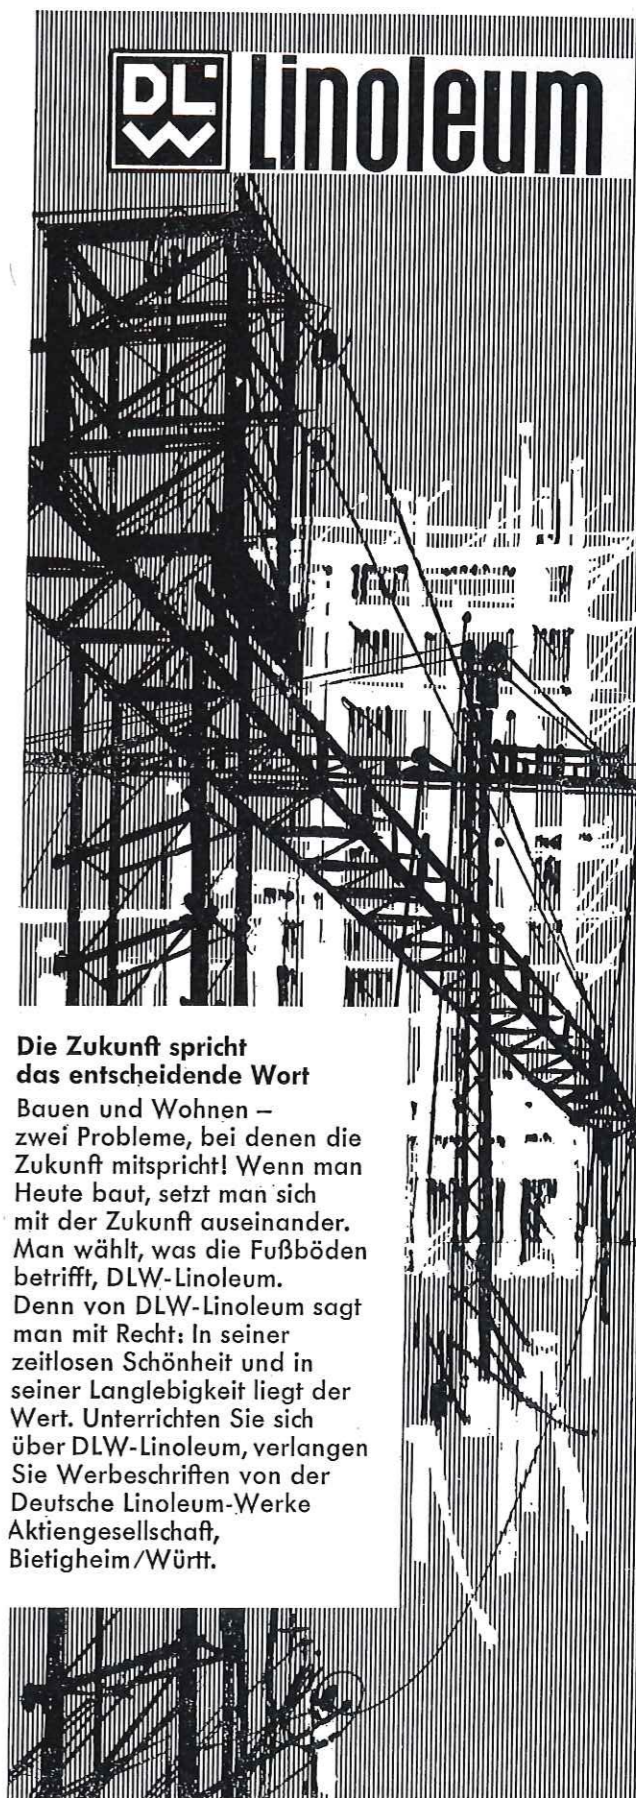 DLW Linoleum
Die Zukunft spricht
das entscheidende Wort
Bauen und Wohnen –
zwei Probleme, bei denen die
Zukunft mitspricht! Wenn man
Heute baut, setzt man sich
mit der Zukunft auseinander.
Man wählt, was die Fußböden
betrifft, DLW-Linoleum.
Denn von DLW-Linoleum sagt
man mit Recht: In seiner
zeitlosen Schönheit und in
seiner Langlebigkeit liegt der
Wert. Unterrichten Sie sich
über DLW-Linoleum, verlangen
Sie Werbeschriften von der
Deutsche Linoleum-Werke
Aktiengesellschaft,
Bietigheim/Württ.